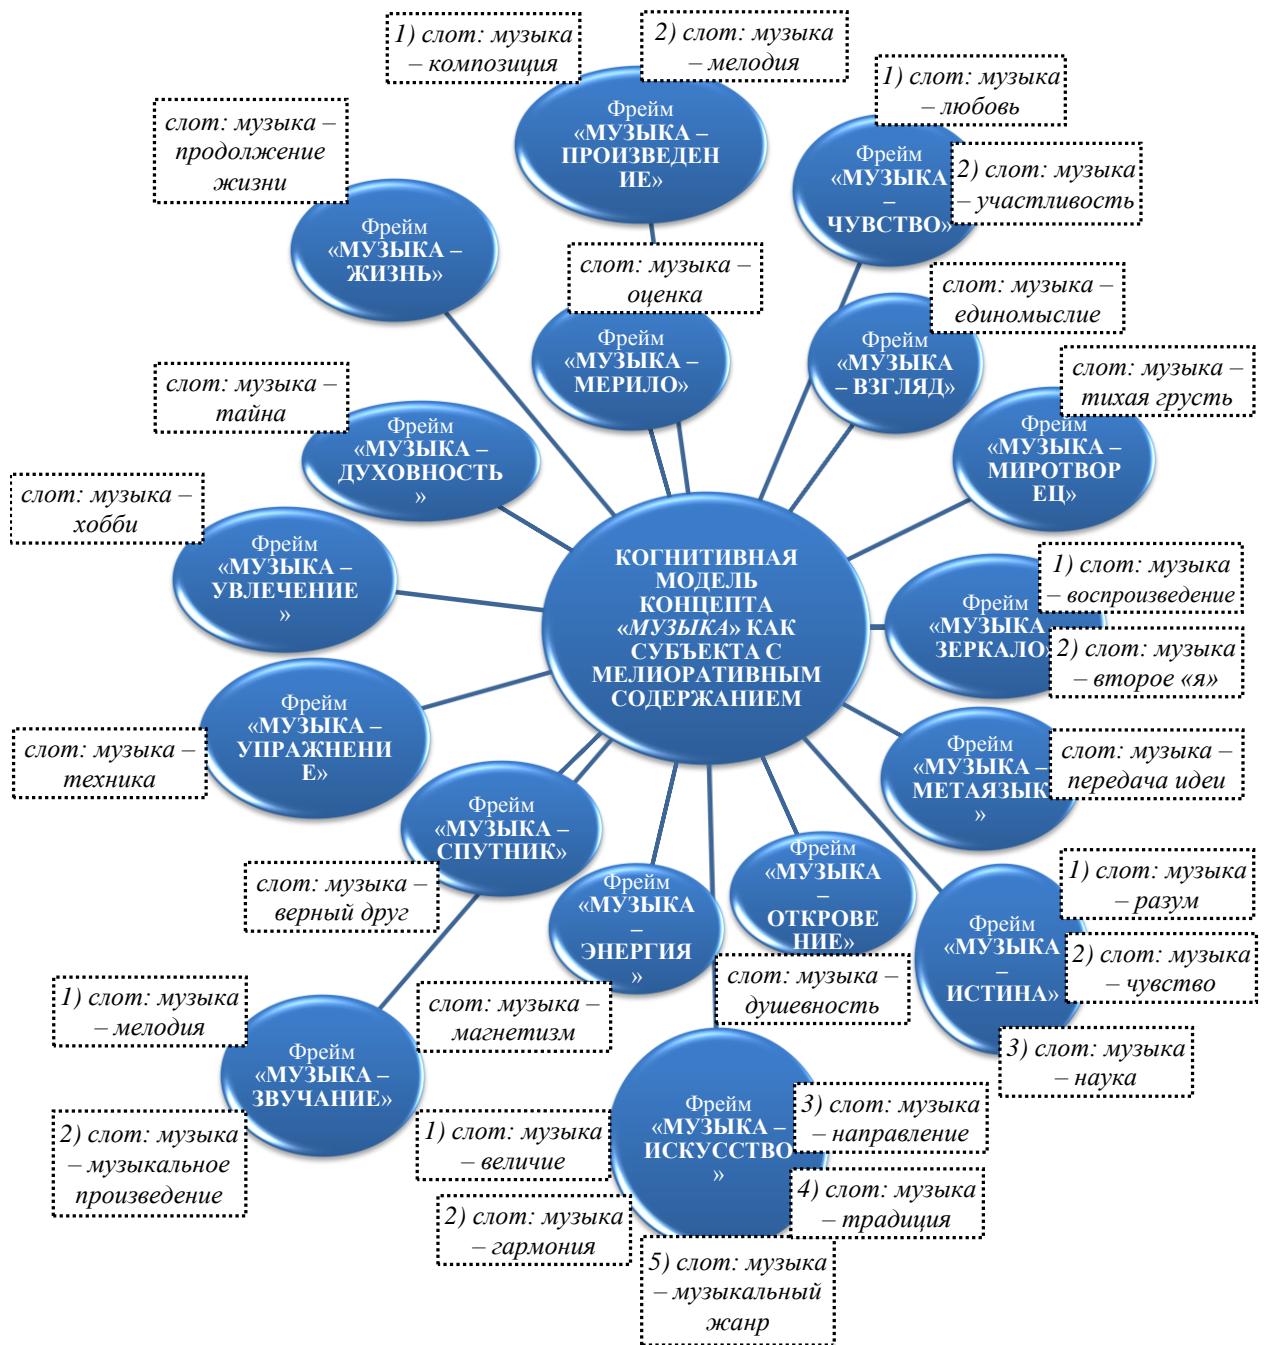 1) слот: музыка
– композиция
2) слот: музыка
– мелодия
Фрейм
«МУЗЫКА –
ПРОИЗВЕДЕН
ИЕ»
1) слот: музыка
– любовь
2) слот: музыка
– участливость
Фрейм
«МУЗЫКА
–
ЧУВСТВО»
слот: музыка –
продолжение
жизни
Фрейм
«МУЗЫКА –
ЖИЗНЬ»
слот: музыка –
оценка
Фрейм
«МУЗЫКА –
МЕРИЛО»
слот: музыка –
единомыслие
Фрейм
«МУЗЫКА
– ВЗГЛЯД»
слот: музыка –
тихая грусть
Фрейм
«МУЗЫКА –
МИРОТВОР
ЕЦ»
слот: музыка –
тайна
Фрейм
«МУЗЫКА –
ДУХОВНОСТЬ
»
слот: музыка –
хобби
Фрейм
«МУЗЫКА –
УВЛЕЧЕНИЕ
»
КОГНИТИВНАЯ
МОДЕЛЬ
КОНЦЕПТА
«МУЗЫКА» КАК
СУБЪЕКТА С
МЕЛИОРАТИВНЫМ
СОДЕРЖАНИЕМ
1) слот: музыка
– воспроизведение
2) слот: музыка
– второе «я»
Фрейм
«МУЗЫКА
ЗЕРКАЛО»
Фрейм
«МУЗЫКА –
УПРАЖНЕНИ
Е»
слот: музыка –
техника
слот: музыка –
передача идеи
Фрейм
«МУЗЫКА –
МЕТАЯЗЫК
»
Фрейм
«МУЗЫКА –
СПУТНИК»
слот: музыка –
верный друг
Фрейм
«МУЗЫКА
–
ЭНЕРГИЯ
»
слот: музыка –
магнетизм
Фрейм
«МУЗЫКА
–
ОТКРОВЕ
НИЕ»
слот: музыка –
душевность
Фрейм
«МУЗЫКА
–
ИСТИНА»
1) слот: музыка
– разум
2) слот: музыка
– чувство
3) слот: музыка
– наука
1) слот: музыка
– мелодия
Фрейм
«МУЗЫКА –
ЗВУЧАНИЕ»
2) слот: музыка
– музыкальное
произведение
Фрейм
«МУЗЫКА –
ИСКУССТВО
»
1) слот: музыка
– величие
2) слот: музыка
– гармония
3) слот: музыка
– направление
4) слот: музыка
– традиция
5) слот: музыка
– музыкальный
жанр